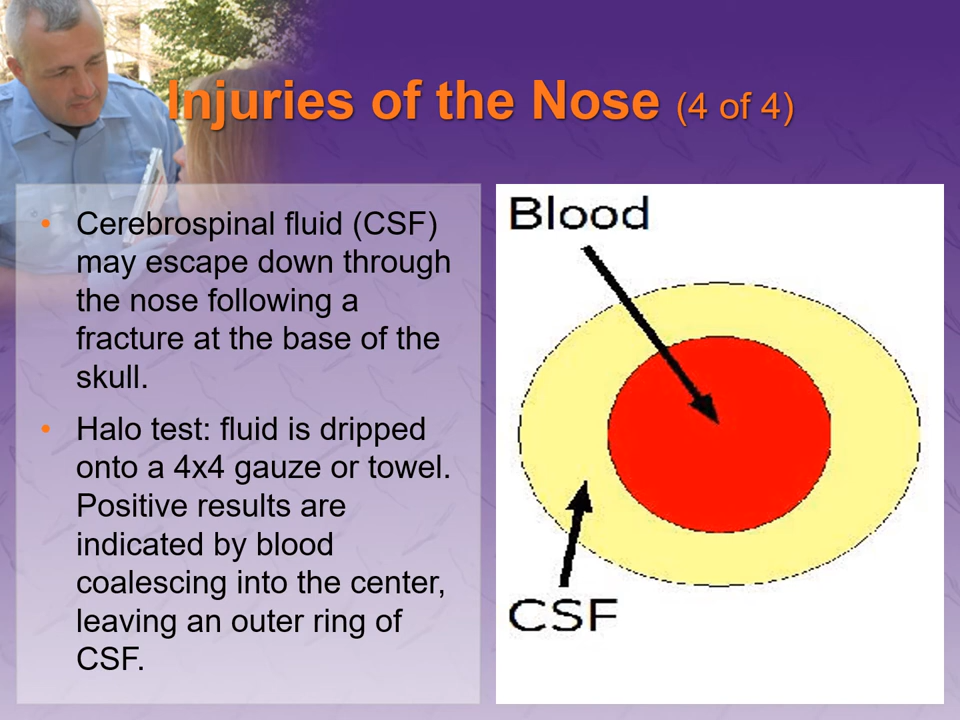 Injuries of the Nose (4 of 4)
• Cerebrospinal fluid (CSF)
may escape down through
the nose following a
fracture at the base of the
skull.
• Halo test: fluid is dripped
onto a 4x4 gauze or towel.
Positive results are
indicated by blood
coalescing into the center,
leaving an outer ring of
CSF.
Blood
CSF